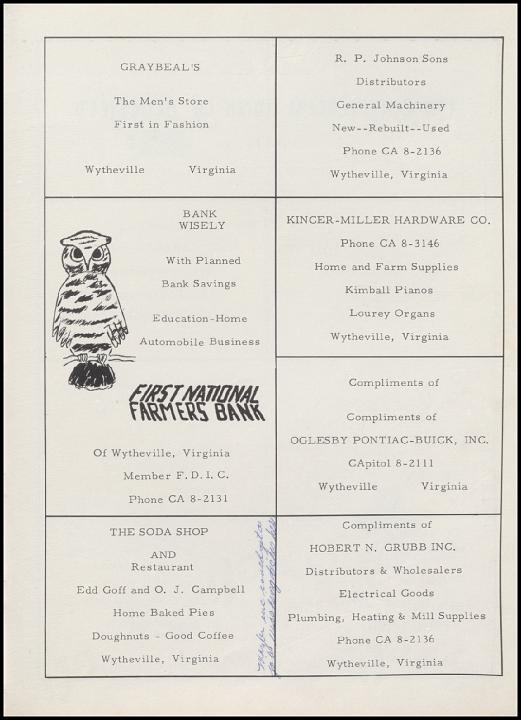 GRAYBEAL'S
The Men's Store
First in Fashion
Wytheville Virginia
R. P. Johnson Sons
Distributors
General Machinery
New--Rebuilt--Used
Phone CA 8-2136
Wytheville, Virginia
BANK
WISELY
With Planned
Bank Savings
Education-Home
Automobile Business
FIRST NATIONAL
FARMERS BANK
Of Wytheville, Virginia
Member F.D.I.C.
Phone CA 8-2131
KINCER-MILLER HARDWARE CO.
Phone CA 8-3146
Home and Farm Supplies
Kimball Pianos
Lourey Organs
Wytheville, Virginia
Compliments of
Compliments of
OGLESBY PONTIAC-BUICK, INC.
CApitol 8-2111
Wytheville Virginia
THE SODA SHOP
AND
Restaurant
Edd Goff and O. J. Campbell
Home Baked Pies
Doughnuts - Good Coffee
Wytheville, Virginia
Maybe we
Compliments of
HOBERT N. GRUBB INC.
Distributors & Wholesalers
Electrical Goods
Plumbing, Heating & Mill Supplies
Phone CA 8-2136
Wytheville, Virginia